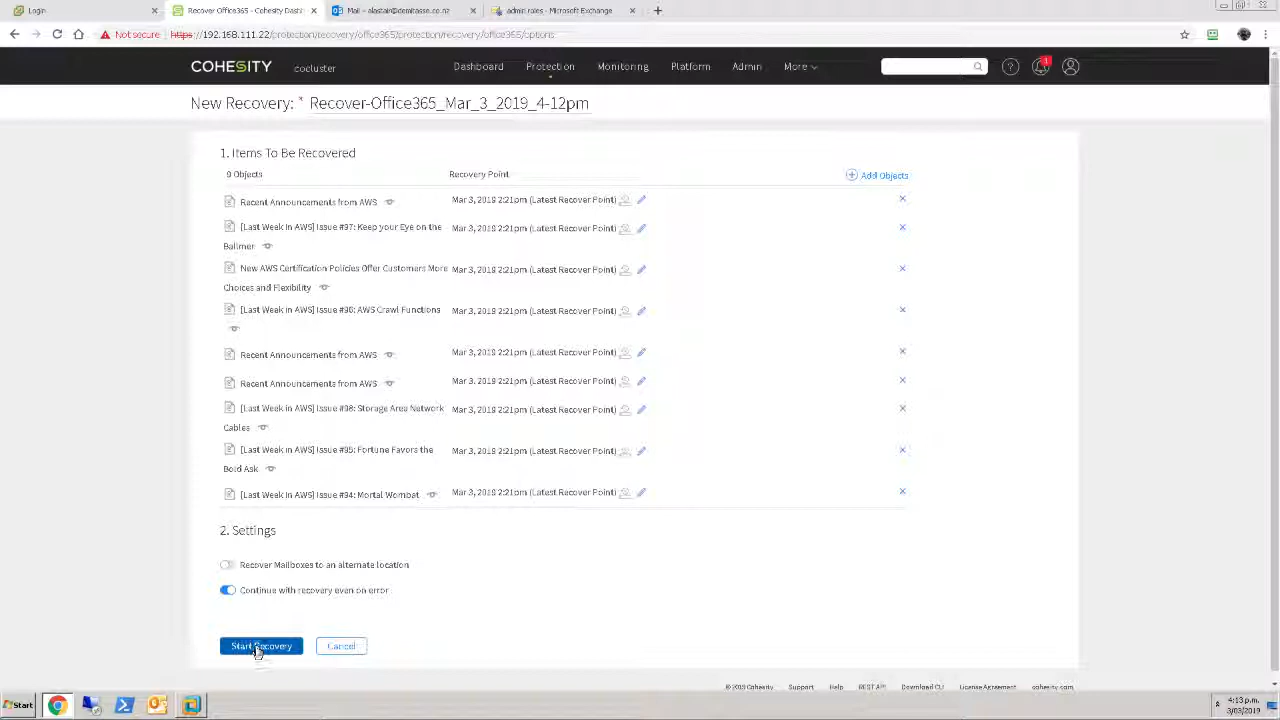 Login
Recover Office365 - Cohesity Dash
Mail – alastair@demitasse.co.nz
admin roles - Microsoft Exchange
Not secure
https://192.168.111.22/protection/recovery/office365/protection/recovery/office365/options
COHESITY cocluster Dashboard Protection Monitoring Platform Admin More 1
New Recovery: * Recover-Office365_Mar_3_2019_4-12pm
1. Items To Be Recovered
9 Objects Recovery Point Add Objects
Recent Announcements from AWS Mar 3, 2019 2:21pm (Latest Recover Point)
[Last Week in AWS] Issue #97: Keep your Eye on the Mar 3, 2019 2:21pm (Latest Recover Point)
Ballmer
New AWS Certification Policies Offer Customers More Mar 3, 2019 2:21pm (Latest Recover Point)
Choices and Flexibility
[Last Week in AWS] Issue #96: AWS Crawl Functions Mar 3, 2019 2:21pm (Latest Recover Point)
Recent Announcements from AWS Mar 3, 2019 2:21pm (Latest Recover Point)
Recent Announcements from AWS Mar 3, 2019 2:21pm (Latest Recover Point)
[Last Week in AWS] Issue #98: Storage Area Network Mar 3, 2019 2:21pm (Latest Recover Point)
Cables
[Last Week in AWS] Issue #95: Fortune Favors the Mar 3, 2019 2:21pm (Latest Recover Point)
Bold Ask
[Last Week in AWS] Issue #94: Mortal Wombat Mar 3, 2019 2:21pm (Latest Recover Point)
2. Settings
Recover Mailboxes to an alternate location
Continue with recovery even on error
Start Recovery Cancel
© 2019 Cohesity Support Help REST API Download CLI License Agreement cohesity.com
Start
4:13 p.m.
3/03/2019